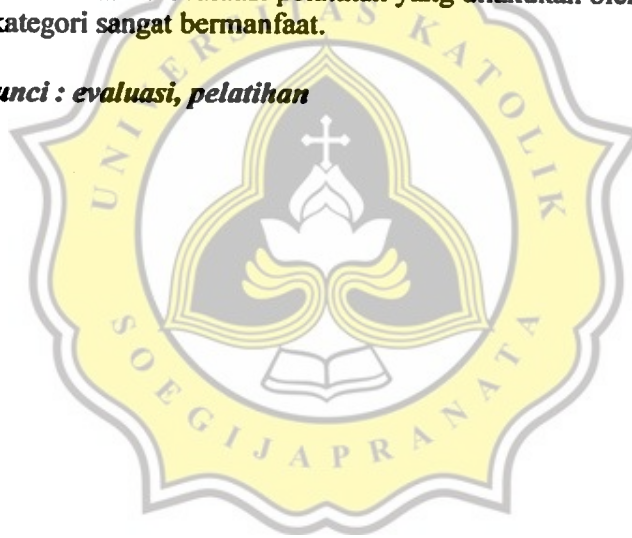 kategori sangat bermanfaat.
unci : evaluasi, pelatihan
UNIVERSITAS KATOLIK
SOEGIJAPRANATA